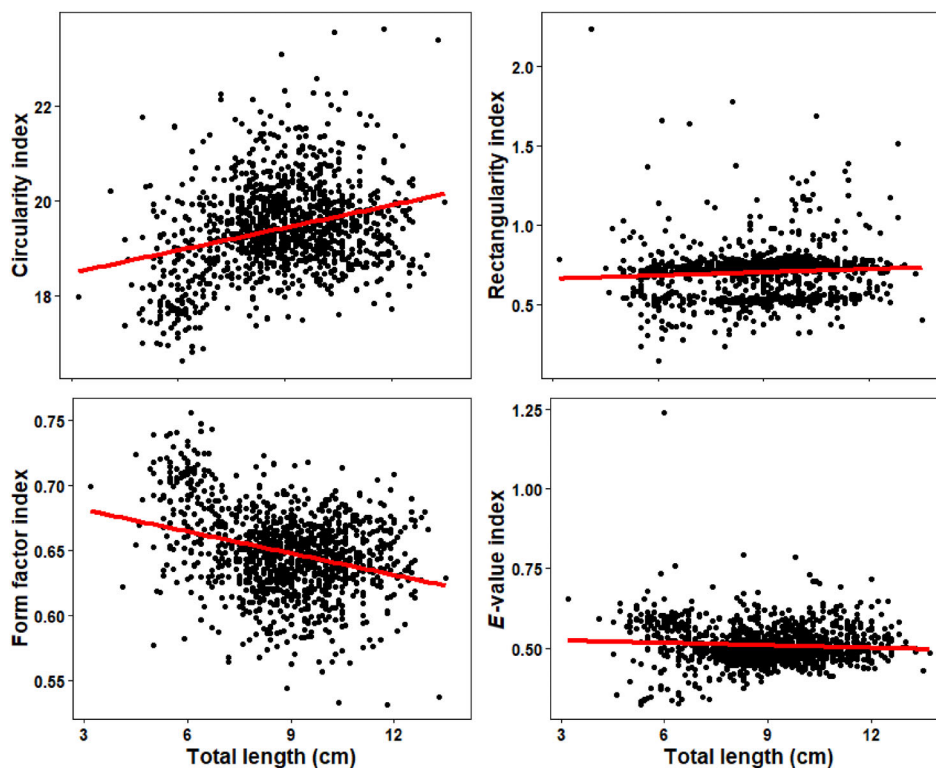 Circularity index
22
20
18
Rectangularity index
2.0
1.5
1.0
0.5
Form factor index
0.75
0.70
0.65
0.60
0.55
3 6 9 12
Total length (cm)
E-value index
1.25
1.00
0.75
0.50
3 6 9 12
Total length (cm)